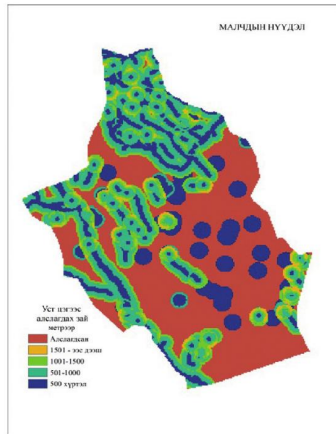 МАЛЧДЫН НҮҮДЭЛ
Уст цэгээс
алслагдах зай
метрээр
Алслагдсан
1501 - ээс дээш
1001-1500
501-1000
500 хүртэл